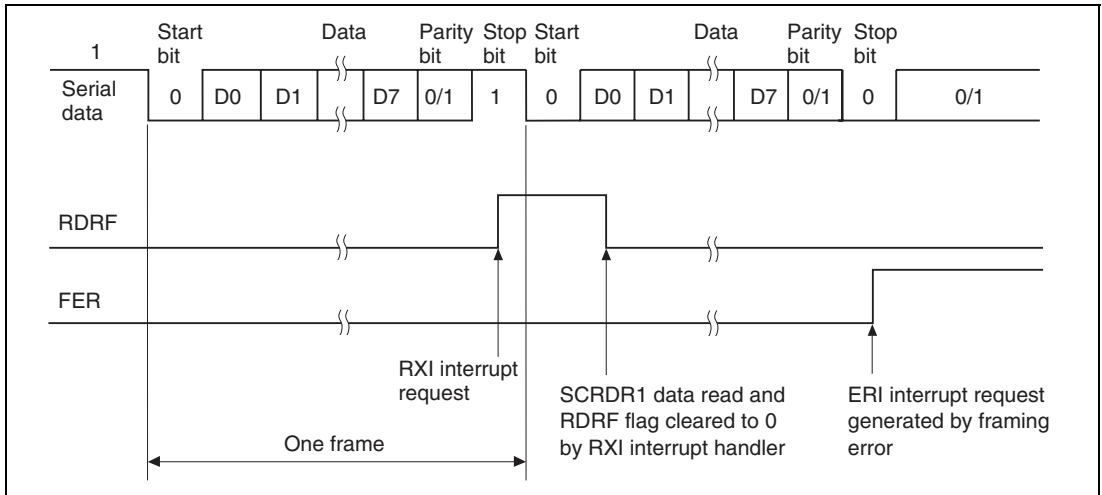 Start Data Parity Stop Start Data Parity Stop
1 bit bit bit bit bit bit
Serial data 0 D0 D1 D7 0/1 1 0 D0 D1 D7 0/1 0 0/1
RDRF
FER
RXI interrupt
request
SCRDR1 data read and
RDRF flag cleared to 0
by RXI interrupt handler
ERI interrupt request
generated by framing
error
One frame